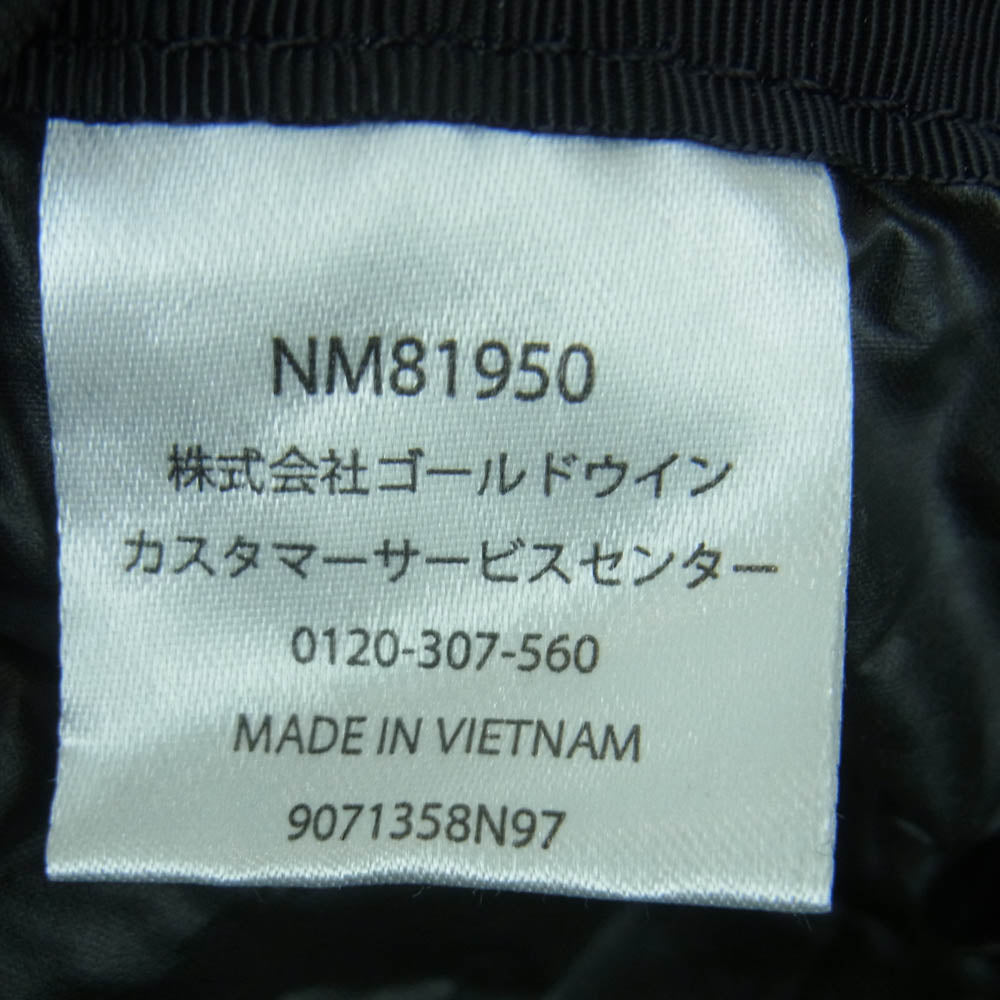 NM81950
株式会社ゴールドウイン
カスタマーサービスセンター
0120-307-560
MADE IN VIETNAM
9071358N97